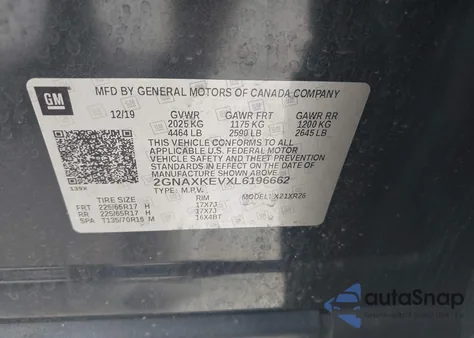 GM
MFD BY GENERAL MOTORS OF CANADA COMPANY
12/19 GVWR GAWR FRT GAWR RR
2025 KG 1175 KG 1200 KG
4464 LB 2590 LB 2645 LB
THIS VEHICLE CONFORMS TO ALL APPLICABLE U.S. FEDERAL MOTOR
VEHICLE SAFETY AND THEFT PREVENTION STANDARDS IN EFFECT ON
THE DATE OF MANUFACTURE SHOWN ABOVE.
2GNAXKEVXL6196662
TYPE: M.P.V. MODEL: X21XR26
TIRE SIZE RIM
FRT 225/65R17 H 17X7J
RR 225/65R17 H 17X7J
SPA T135/70R16 M 16X4BT
autoSnap